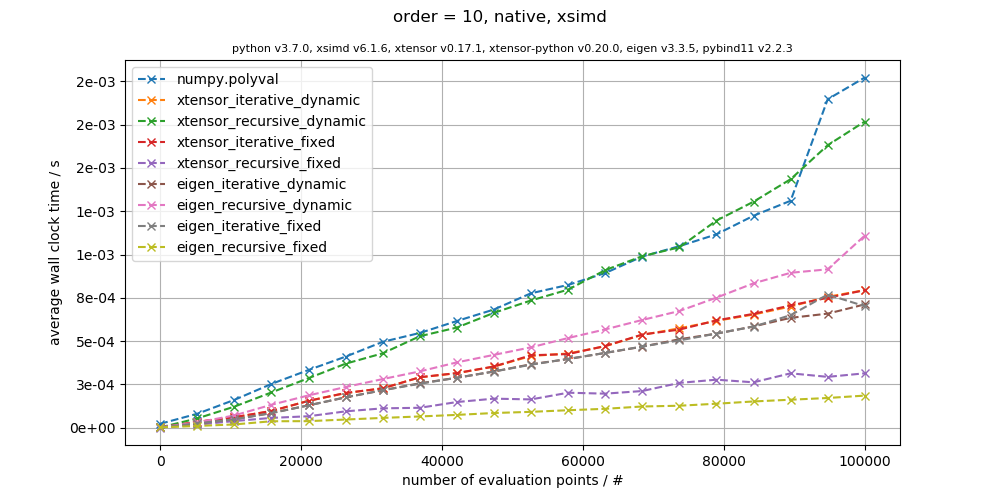 order = 10, native, xsimd
python v3.7.0, xsimd v6.1.6, xtensor v0.17.1, xtensor-python v0.20.0, eigen v3.3.5, pybind11 v2.2.3
numpy.polyval
xtensor_iterative_dynamic
xtensor_recursive_dynamic
xtensor_iterative_fixed
xtensor_recursive_fixed
eigen_iterative_dynamic
eigen_recursive_dynamic
eigen_iterative_fixed
eigen_recursive_fixed
average wall clock time / s
2e-03
2e-03
2e-03
1e-03
1e-03
8e-04
5e-04
3e-04
0e+00
0
20000
40000
60000
80000
100000
number of evaluation points / #